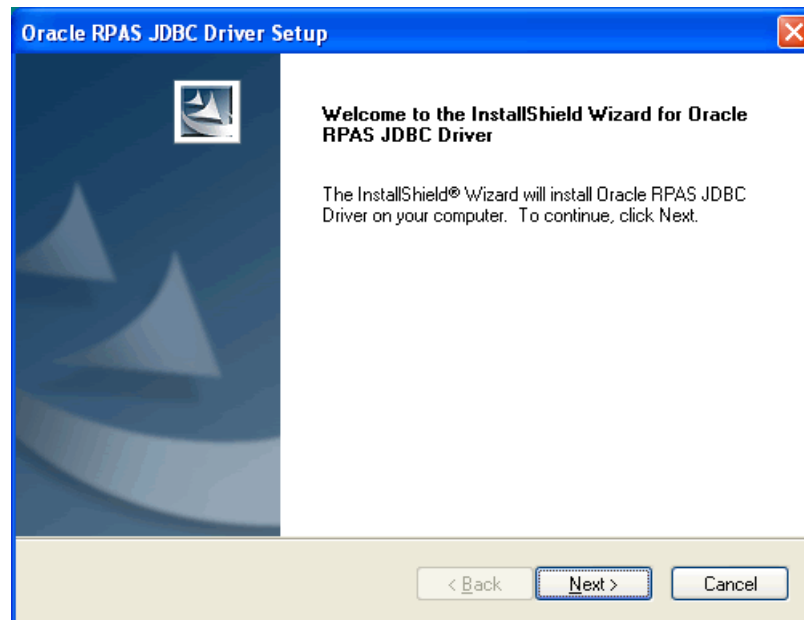 Oracle RPAS JDBC Driver Setup
Welcome to the InstallShield Wizard for Oracle
RPAS JDBC Driver
The InstallShield® Wizard will install Oracle RPAS JDBC
Driver on your computer.  To continue, click Next.
< Back
Next >
Cancel